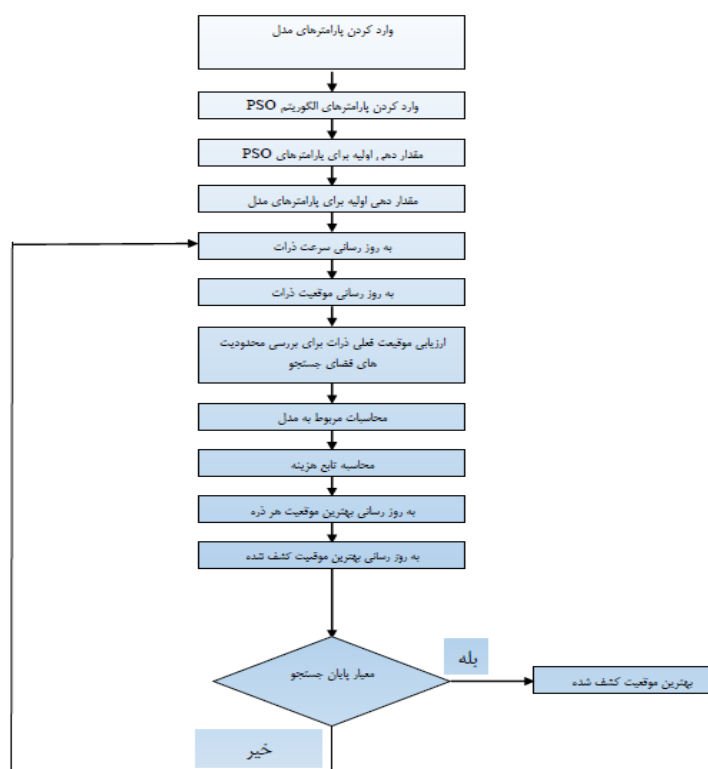 وارد کردن پارامترهای مدل
وارد کردن پارامترهای الگوریتم PSO
مقدار دهی اولیه برای پارامترهای PSO
مقدار دهی اولیه برای پارامترهای مدل
به روز رسانی سرعت ذرات
به روز رسانی موقعیت ذرات
ارزیابی موقیعت فعلی ذرات برای بررسی محدودیت
های فضای جستجو
محاسبات مربوط به مدل
محاسبه تابع هزینه
به روز رسانی بهترین موقعیت هر ذره
به روز رسانی بهترین موقعیت کشف شده
معیار پایان جستجو
بله
بهترین موقعیت کشف شده
خیر